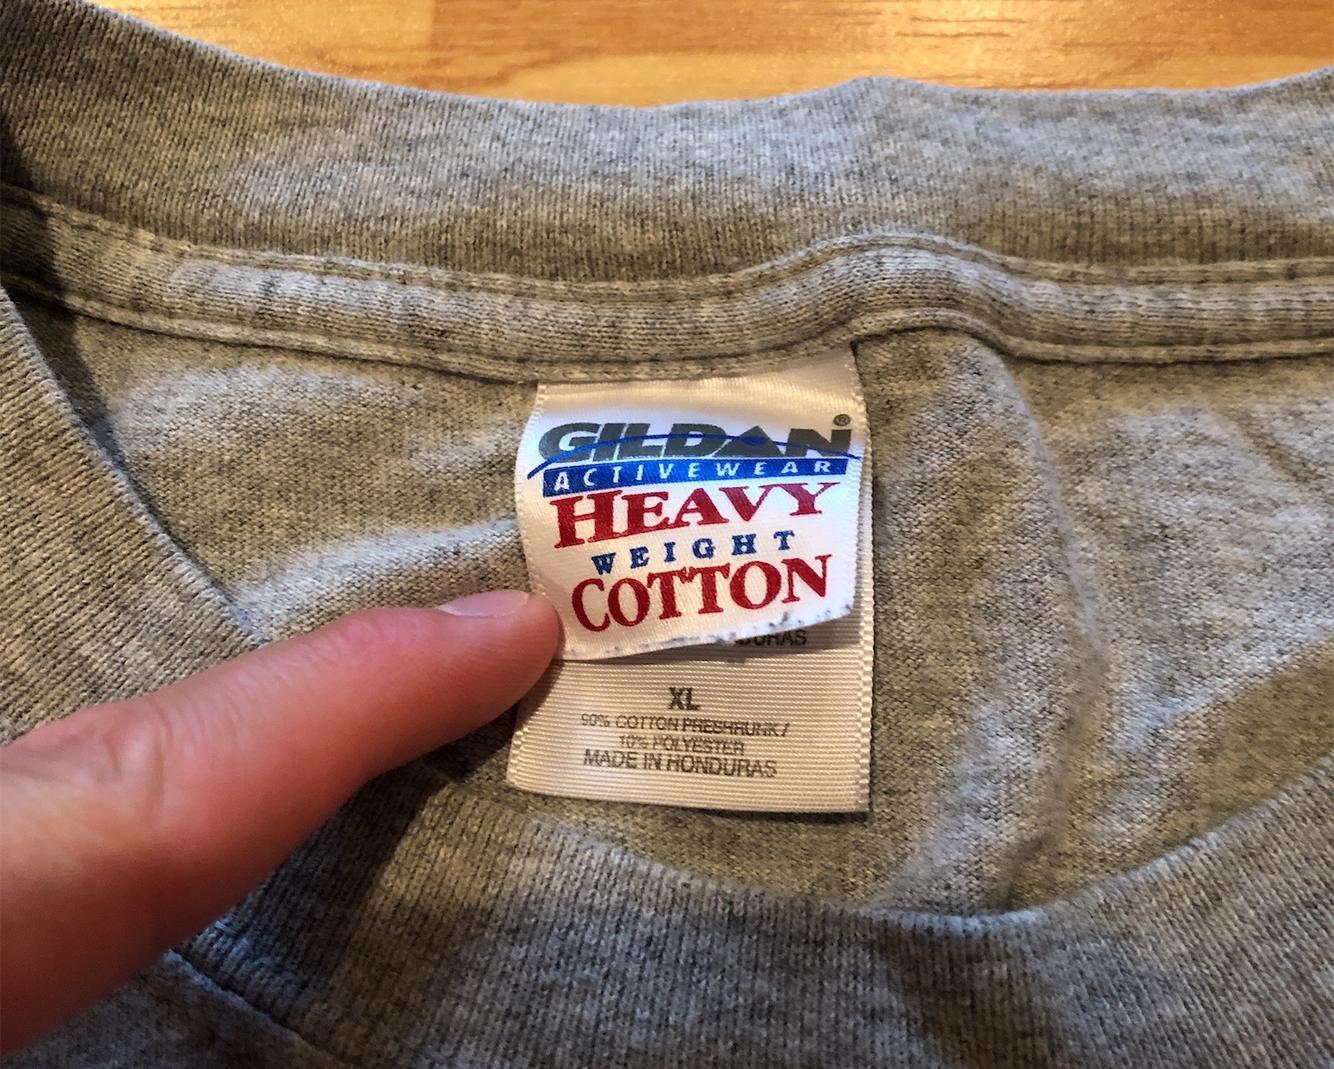 GILDAN®
ACTIVEWEAR
HEAVY
WEIGHT
COTTON
XL
90% COTTON PRESHRUNK /
10% POLYESTER
MADE IN HONDURAS